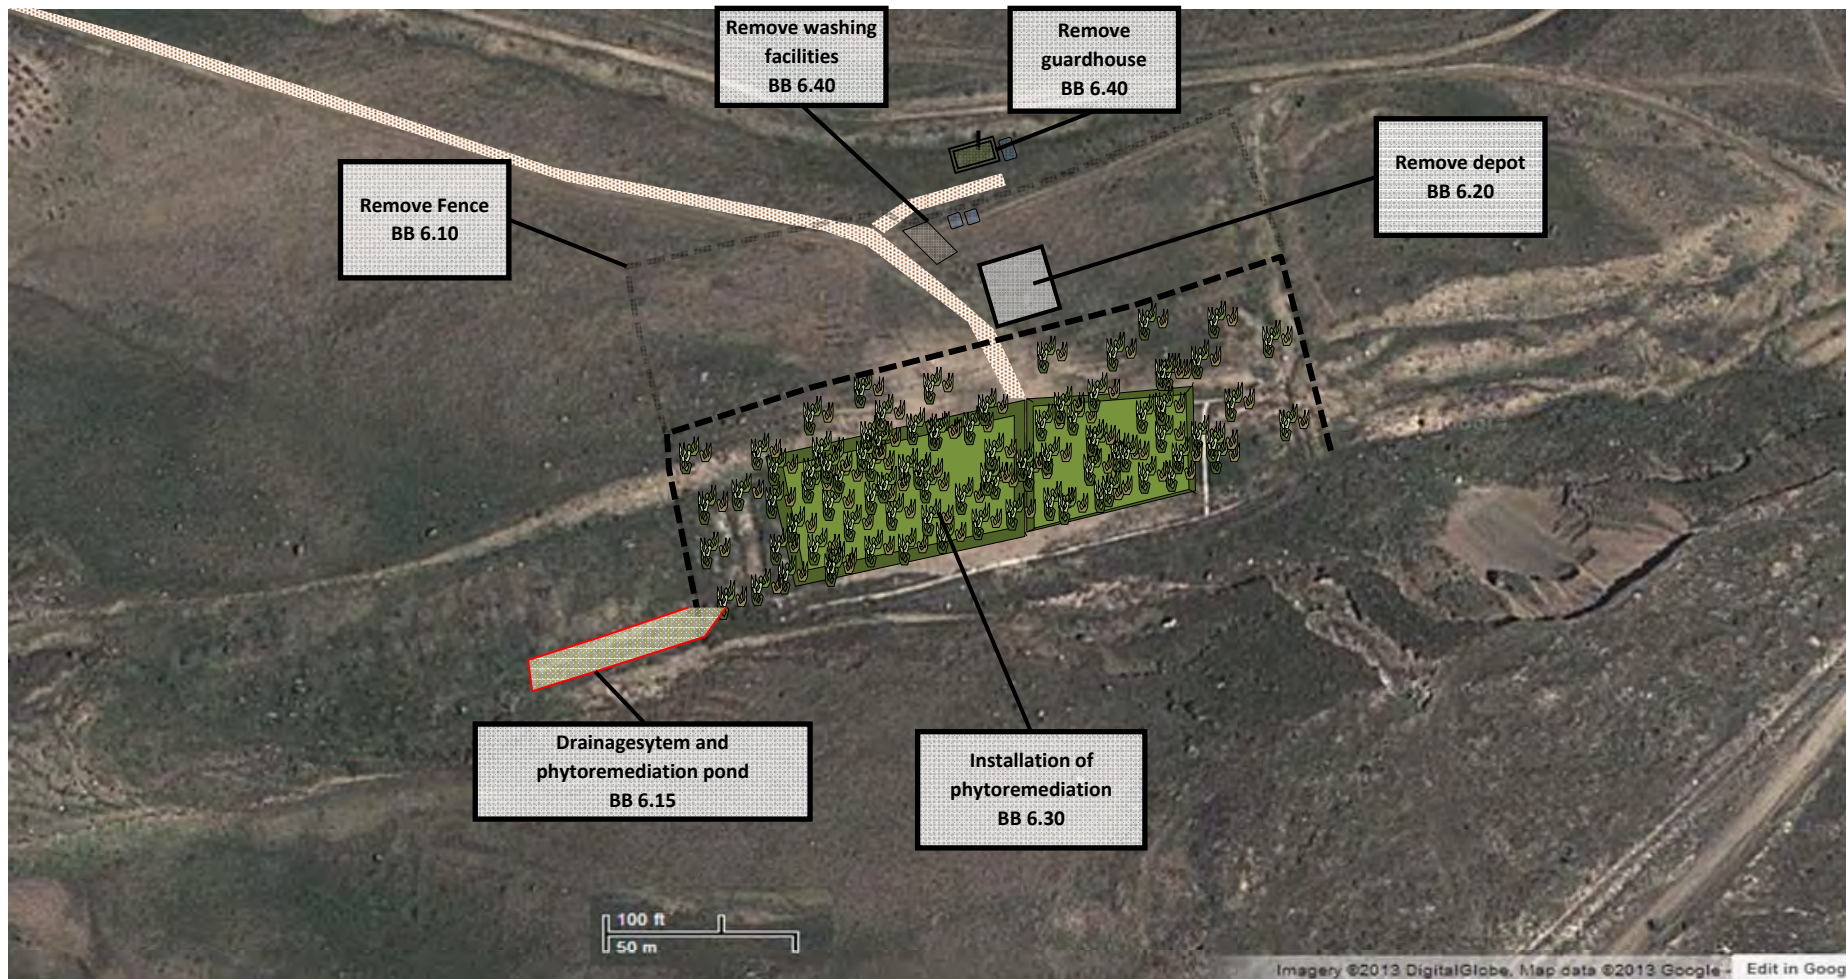 Remove washing
facilities
BB 6.40
Remove
guardhouse
BB 6.40
Remove depot
BB 6.20
Remove Fence
BB 6.10
Drainagesytem and
phytoremediation pond
BB 6.15
Installation of
phytoremediation
BB 6.30
100 ft
50 m
Imagery ©2013 DigitalGlobe, Map data ©2013 Google -
Edit in Goog